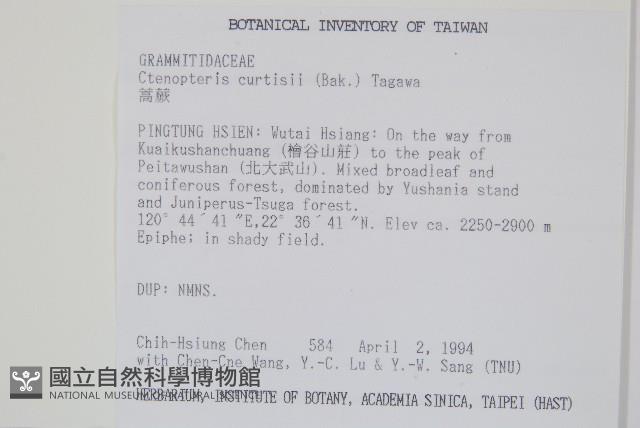 BOTANICAL INVENTORY OF TAIWAN
GRAMMITIDACEAE
Ctenopteris curtisii (Bak.) Tagawa
蒿蕨
PINGTUNG HSIEN: Wutai Hsiang: On the way from
Kuaikushanchuang (檜谷山莊) to the peak of
Peitawushan (北大武山). Mixed broadleaf and
coniferous forest, dominated by Yushania stand
and Juniperus-Tsuga forest.
120° 44´41 ″E,22° 36´41 ″N. Elev ca. 2250-2900 m
Epiphe; in shady field.
DUP: NMNS.
Chih-Hsiung Chen 584 April 2, 1994
with Chen-Cne Wang, Y.-C. Lu & Y.-W. Sang (TNU)
國立自然科學博物館
NATIONAL MUSEUM OF NATURAL SCIENCE
HERBARIUM, INSTITUTE OF BOTANY, ACADEMIA SINICA, TAIPEI (HAST)